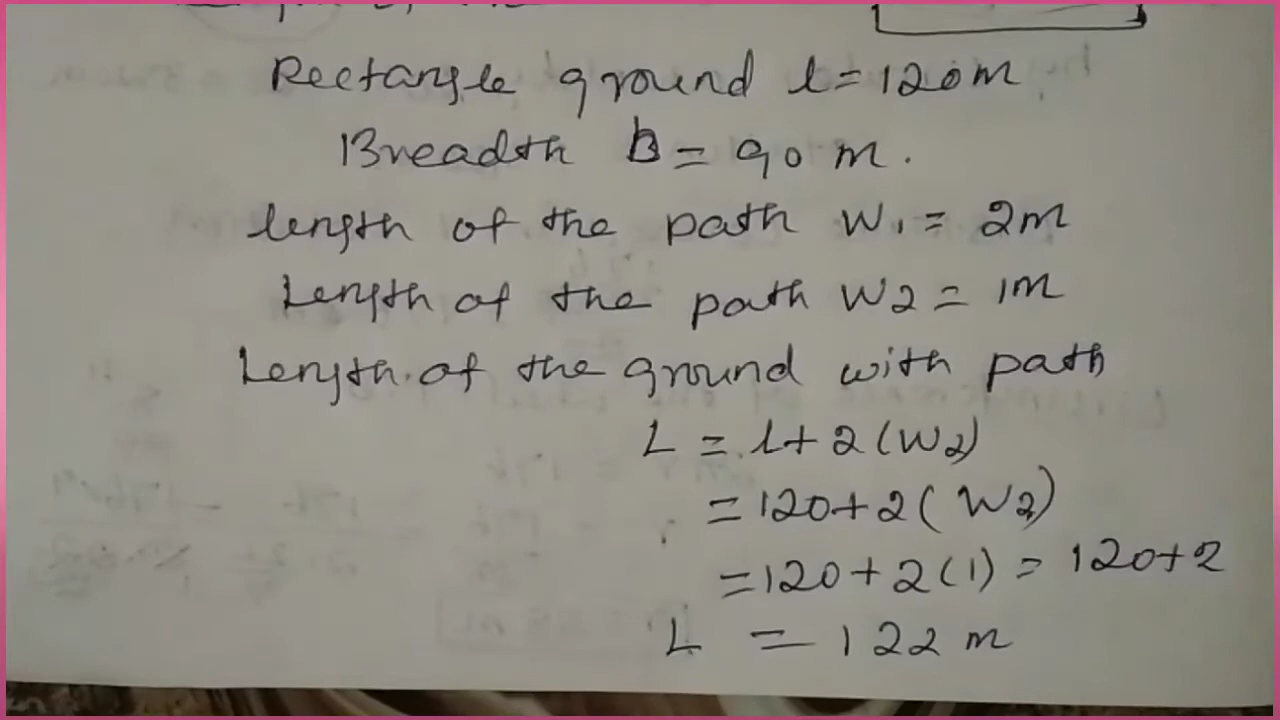 Rectangle ground l = 120m
Breadth b = 90 m.
length of the path W1 = 2m
Length of the path W2 = 1m
Length of the ground with path
L = l + 2 (W2)
= 120 + 2 ( W2)
= 120 + 2 (1) = 120 + 2
L = 122 m